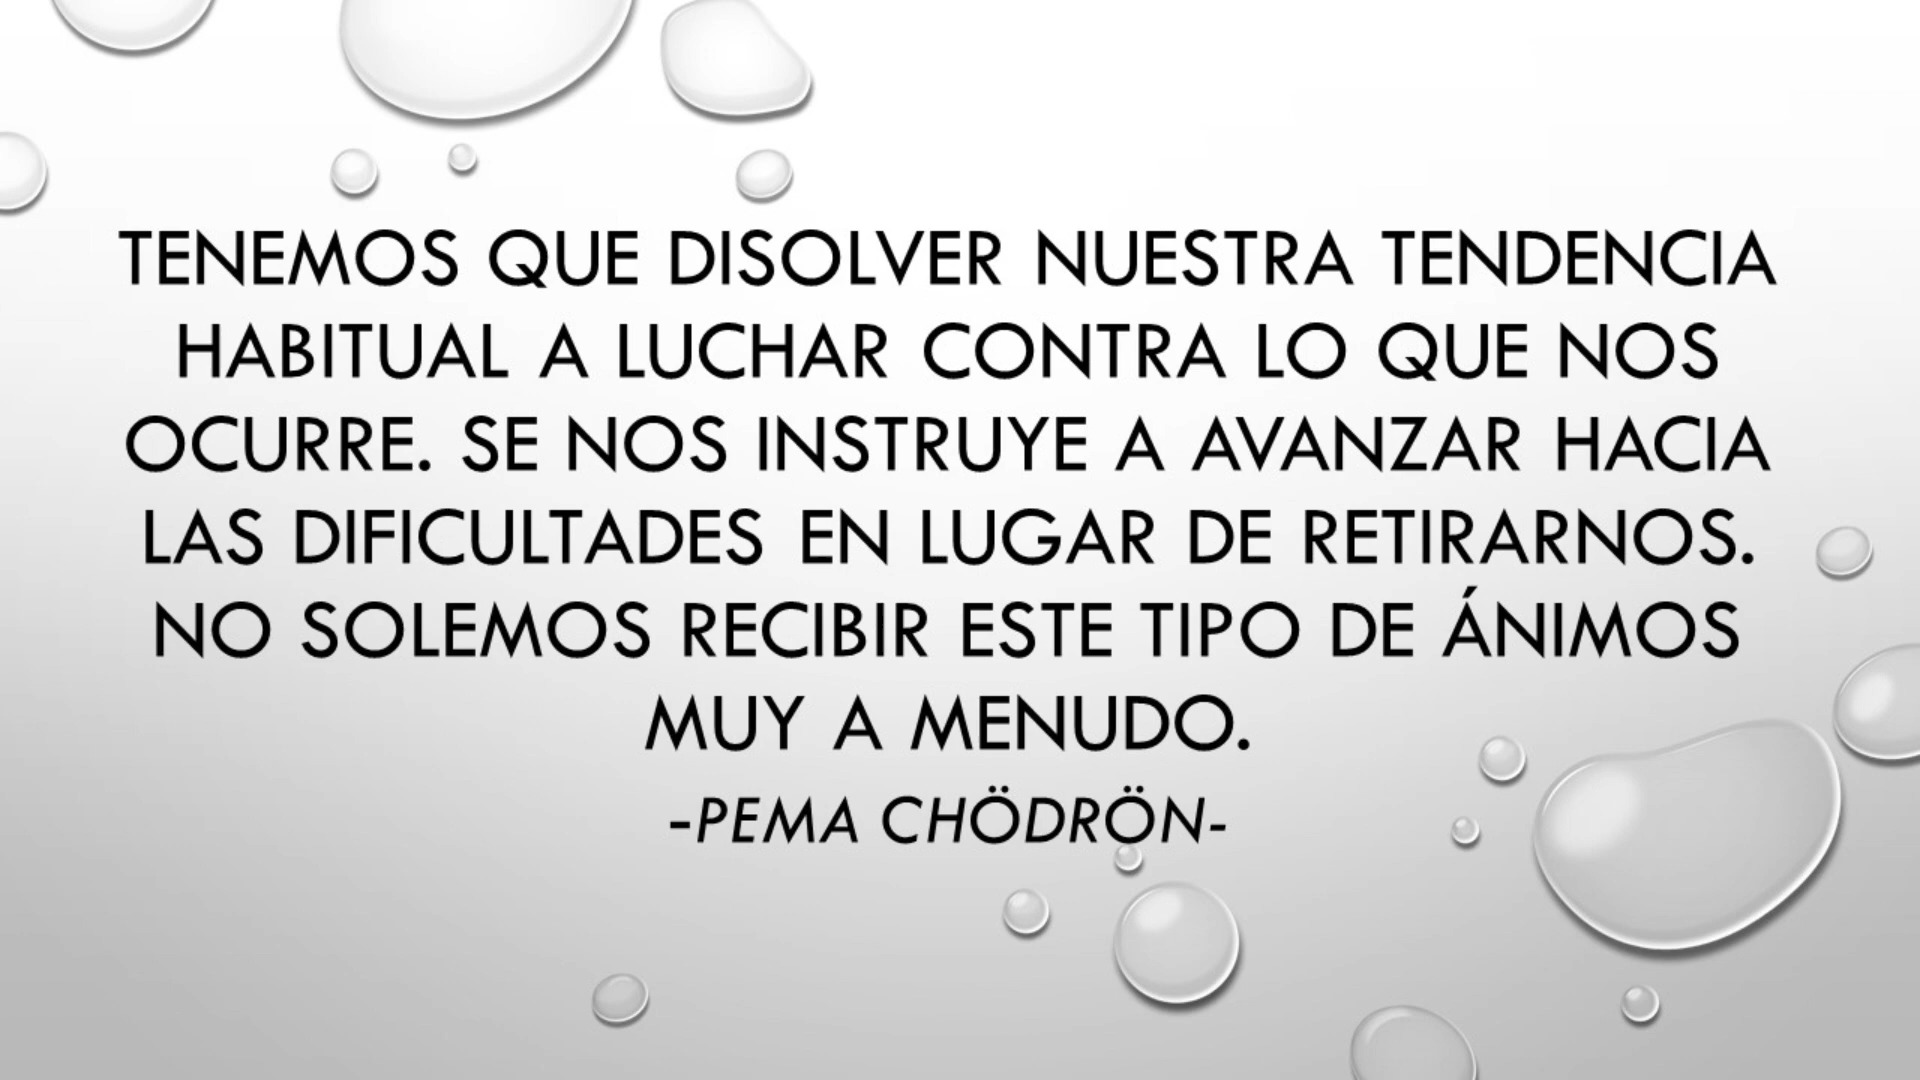 TENEMOS QUE DISOLVER NUESTRA TENDENCIA
HABITUAL A LUCHAR CONTRA LO QUE NOS
OCURRE. SE NOS INSTRUYE A AVANZAR HACIA
LAS DIFICULTADES EN LUGAR DE RETIRARNOS.
NO SOLEMOS RECIBIR ESTE TIPO DE ÁNIMOS
MUY A MENUDO.
-PEMA CHÖDRÖN-